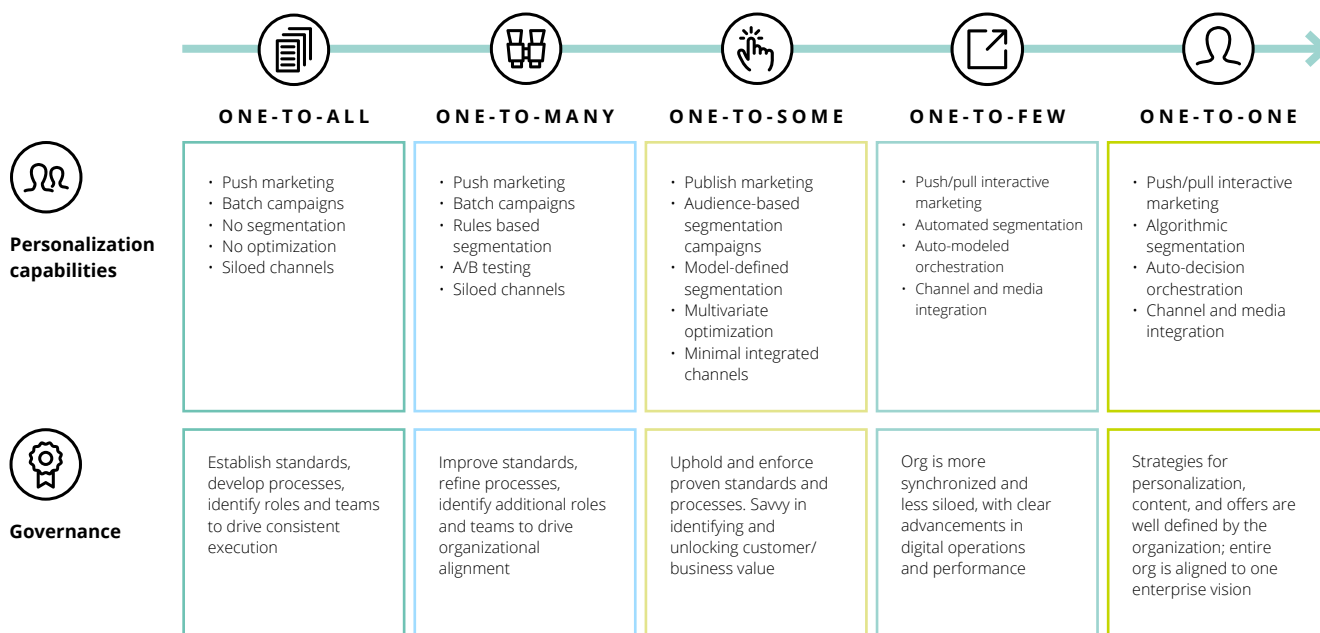 ONE-TO-ALL
ONE-TO-MANY
ONE-TO-SOME
ONE-TO-FEW
ONE-TO-ONE
Personalization
capabilities
• Push marketing
• Batch campaigns
• No segmentation
• No optimization
• Siloed channels
• Push marketing
• Batch campaigns
• Rules based
segmentation
• A/B testing
• Siloed channels
• Publish marketing
• Audience-based
segmentation
campaigns
• Model-defined
segmentation
• Multivariate
optimization
• Minimal integrated
channels
• Push/pull interactive
marketing
• Automated segmentation
• Auto-modeled
orchestration
• Channel and media
integration
• Push/pull interactive
marketing
• Algorithmic
segmentation
• Auto-decision
orchestration
• Channel and media
integration
Governance
Establish standards,
develop processes,
identify roles and teams
to drive consistent
execution
Improve standards,
refine processes,
identify additional roles
and teams to drive
organizational
alignment
Uphold and enforce
proven standards and
processes. Savvy in
identifying and
unlocking customer/
business value
Org is more
synchronized and
less siloed, with clear
advancements in
digital operations
and performance
Strategies for
personalization,
content, and offers are
well defined by the
organization; entire
org is aligned to one
enterprise vision